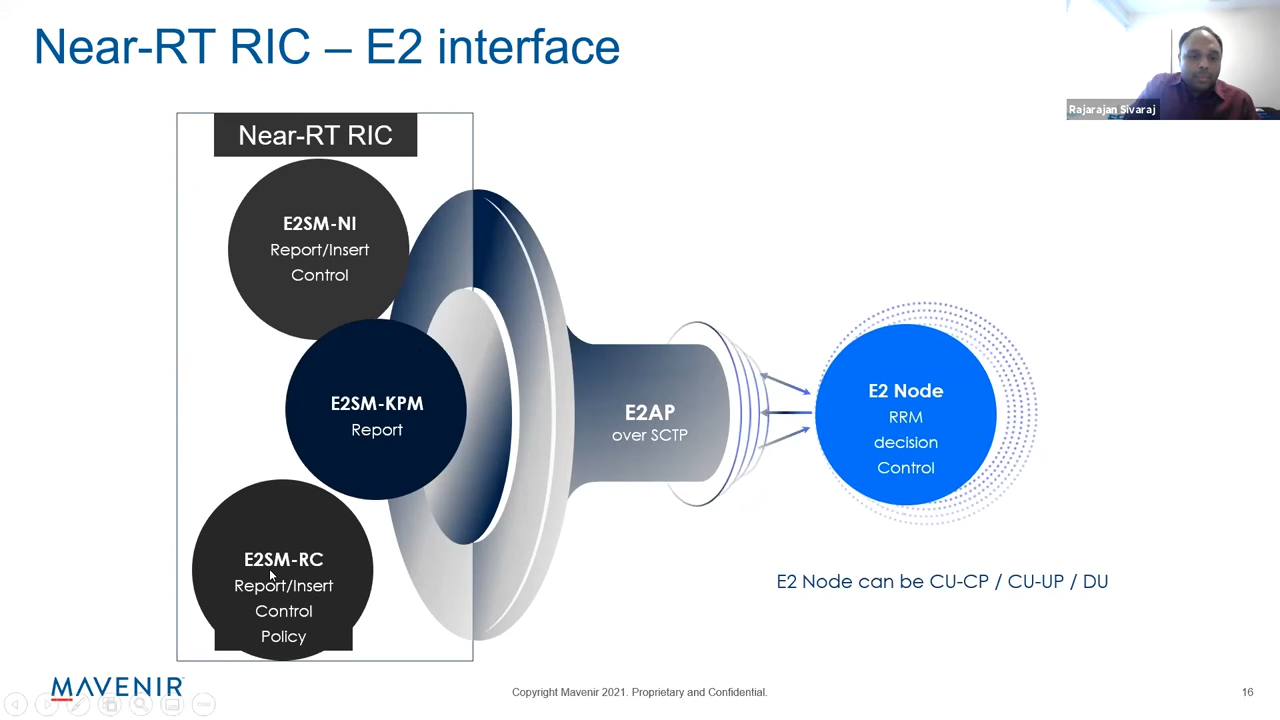 Near-RT RIC – E2 interface
Rajarajan Sivaraj
Near-RT RIC
E2SM-NI
Report/Insert
Control
E2SM-KPM
Report
E2SM-RC
Report/Insert
Control
Policy
E2AP
over SCTP
E2 Node
RRM
decision
Control
E2 Node can be CU-CP / CU-UP / DU
MAVENIR
Copyright Mavenir 2021. Proprietary and Confidential.
16